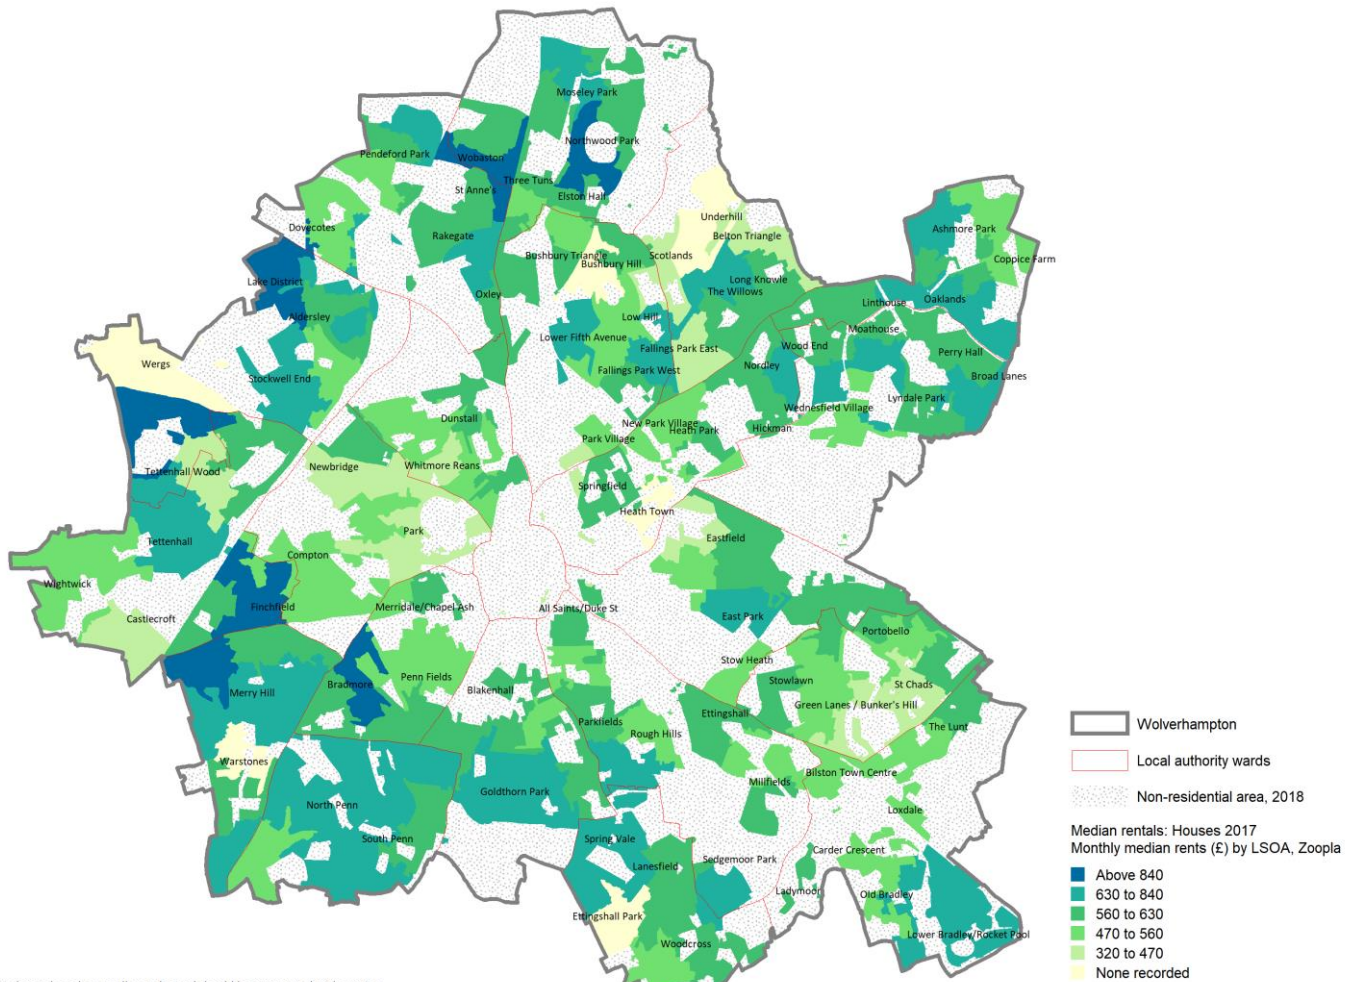 Moseley Park
Northwood Park
Pendeford Park
Wobaston
Three Tuns
St Anne's
Elston Hall
Underhill
Dovecotes
Rakegate
Belton Triangle
Ashmore Park
Bushbury Triangle
Bushbury Hill
Scotlands
Coppice Farm
Lake District
Long Knowle
The Willows
Oxley
Linthouse
Oaklands
Aldersley
Low Hill
Moathouse
Lower Fifth Avenue
Fallings Park East
Wood End
Perry Hall
Wergs
Stockwell End
Fallings Park West
Nordley
Broad Lanes
Lyndale Park
Wednesfield Village
Dunstall
New Park Village
Heath Park
Hickman
Park Village
Tettenhall Wood
Newbridge
Whitmore Reans
Springfield
Heath Town
Park
Eastfield
Tettenhall
Compton
Wightwick
Finchfield
Merridale/Chapel Ash
All Saints/Duke St
Castlecroft
East Park
Portobello
Stow Heath
Merry Hill
Bradmore
Penn Fields
Blakenhall
Stowlawn
St Chads
Green Lanes / Bunker's Hill
Ettingshall
Parkfields
The Lunt
Rough Hills
Warstones
Bilston Town Centre
Millfields
North Penn
Goldthorn Park
Loxdale
South Penn
Spring Vale
Lanesfield
Sedgemoor Park
Carder Crescent
Ladymoor
Old Bradley
Ettingshall Park
Woodcross
Lower Bradley/Rocket Pool
Wolverhampton
Local authority wards
Non-residential area, 2018
Median rentals: Houses 2017
Monthly median rents (£) by LSOA, Zoopla
Above 840
630 to 840
560 to 630
470 to 560
320 to 470
None recorded